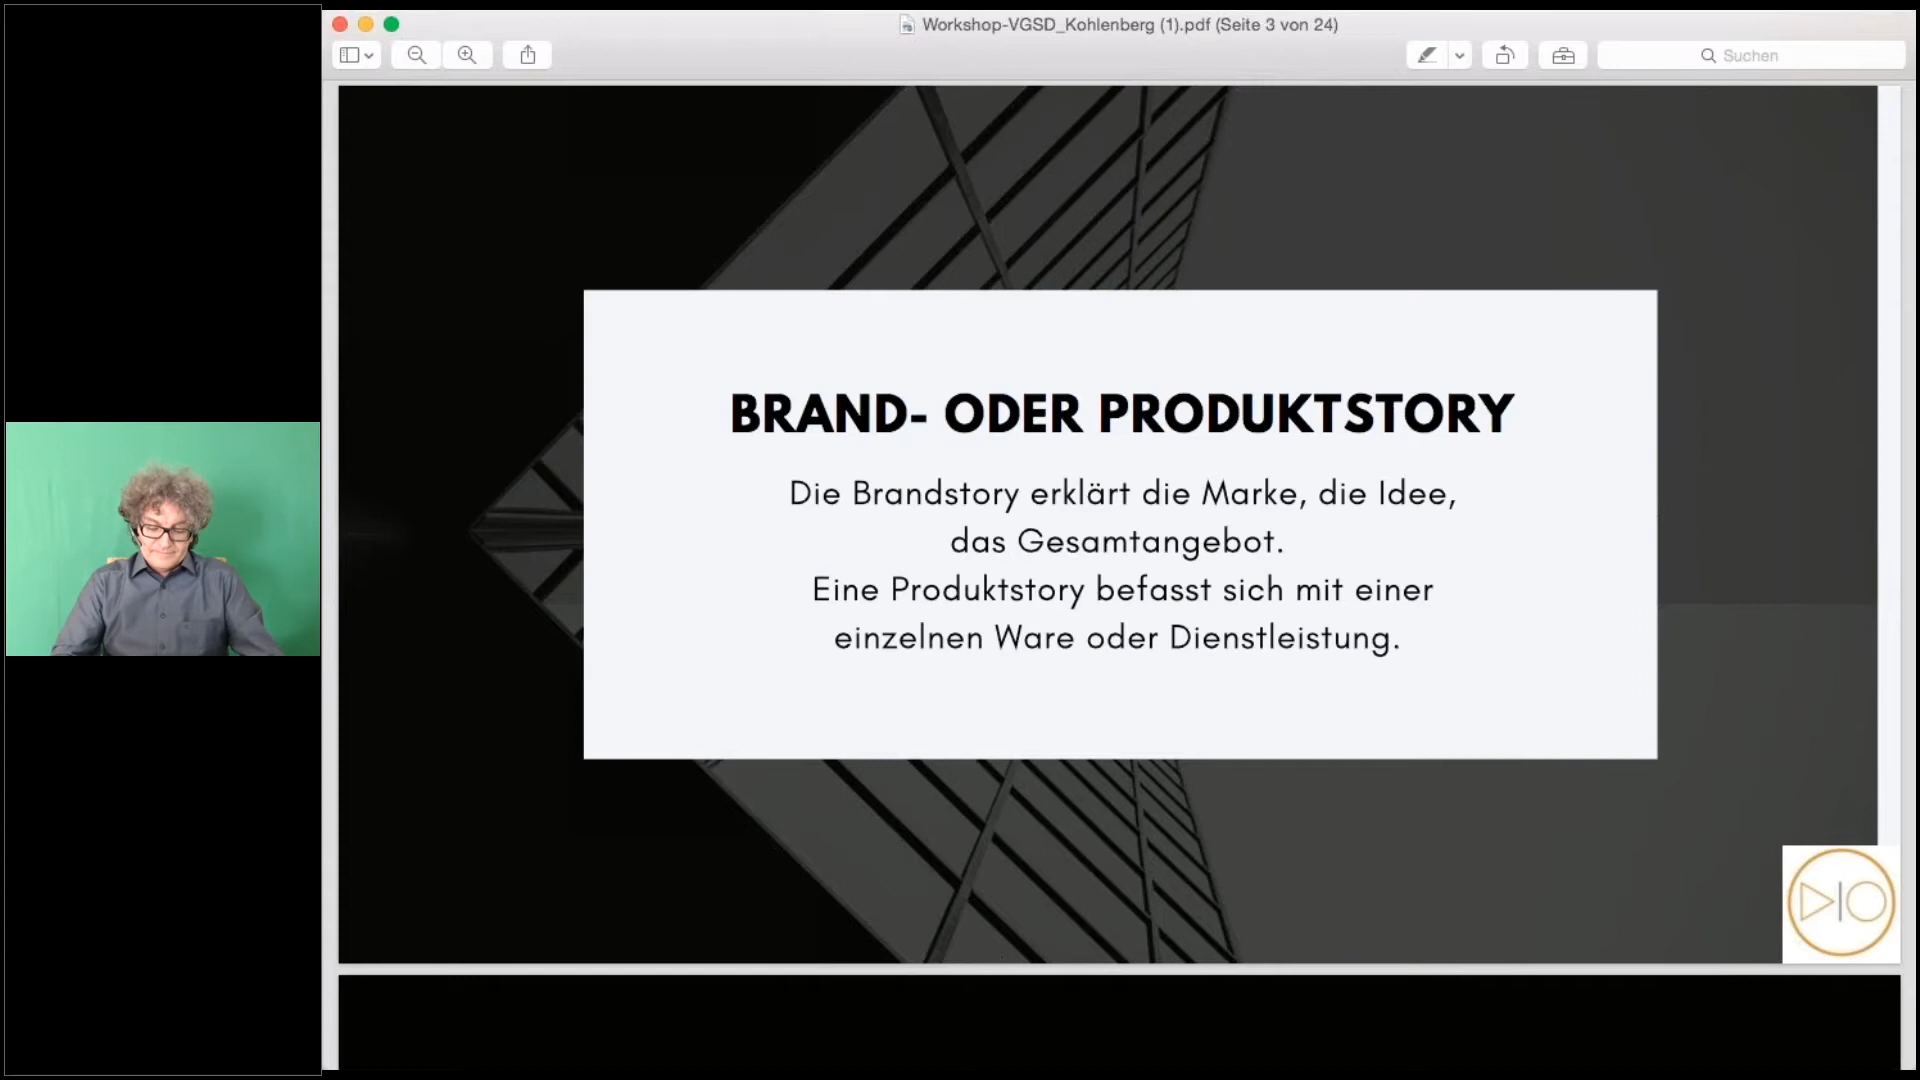 Workshop-VGSD_Kohlenberg (1).pdf (Seite 3 von 24)
Suchen
BRAND- ODER PRODUKTSTORY
Die Brandstory erklärt die Marke, die Idee,
das Gesamtangebot.
Eine Produktstory befasst sich mit einer
einzelnen Ware oder Dienstleistung.